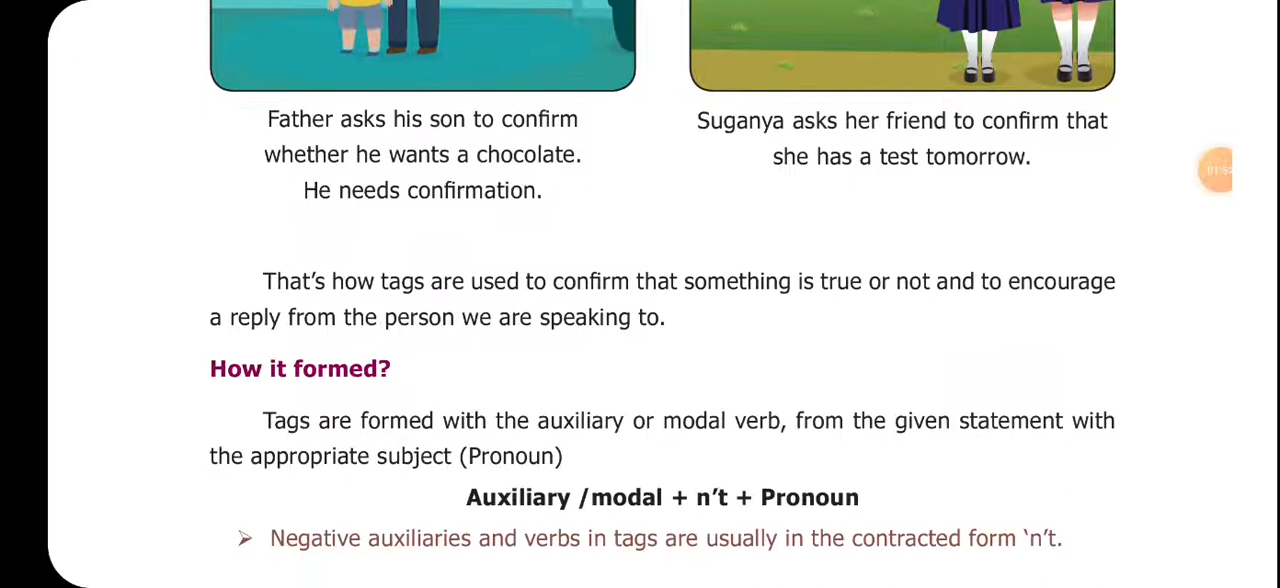 Father asks his son to confirm
whether he wants a chocolate.
He needs confirmation.
Suganya asks her friend to confirm that
she has a test tomorrow.
That’s how tags are used to confirm that something is true or not and to encourage
a reply from the person we are speaking to.
How it formed?
Tags are formed with the auxiliary or modal verb, from the given statement with
the appropriate subject (Pronoun)
Auxiliary /modal + n’t + Pronoun
➢ Negative auxiliaries and verbs in tags are usually in the contracted form ‘n’t.